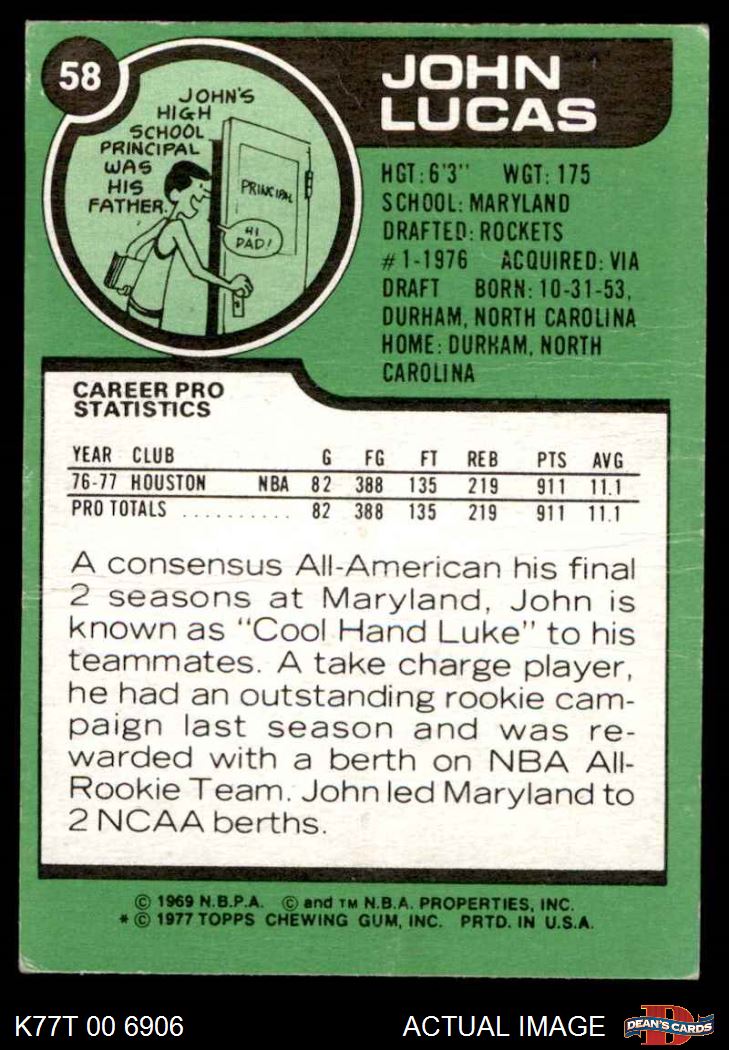 58
JOHN'S
HIGH
SCHOOL
PRINCIPAL
WAS
HIS
FATHER.
PRINCIPAL
HI
DAD!
JOHN
LUCAS
HGT: 6'3" WGT: 175
SCHOOL: MARYLAND
DRAFTED: ROCKETS
#1-1976 ACQUIRED: VIA
DRAFT BORN: 10-31-53,
DURHAM, NORTH CAROLINA
HOME: DURHAM, NORTH
CAROLINA
CAREER PRO
STATISTICS
YEAR CLUB G FG FT REB PTS AVG
76-77 HOUSTON NBA 82 388 135 219 911 11.1
PRO TOTALS .......... 82 388 135 219 911 11.1
A consensus All-American his final
2 seasons at Maryland, John is
known as "Cool Hand Luke" to his
teammates. A take charge player,
he had an outstanding rookie cam-
paign last season and was re-
warded with a berth on NBA All-
Rookie Team. John led Maryland to
2 NCAA berths.
© 1969 N.B.P.A. © and TM N.B.A. PROPERTIES, INC.
* © 1977 TOPPS CHEWING GUM, INC. PRTD. IN U.S.A.
K77T 00 6906 ACTUAL IMAGE D DEAN'S CARDS